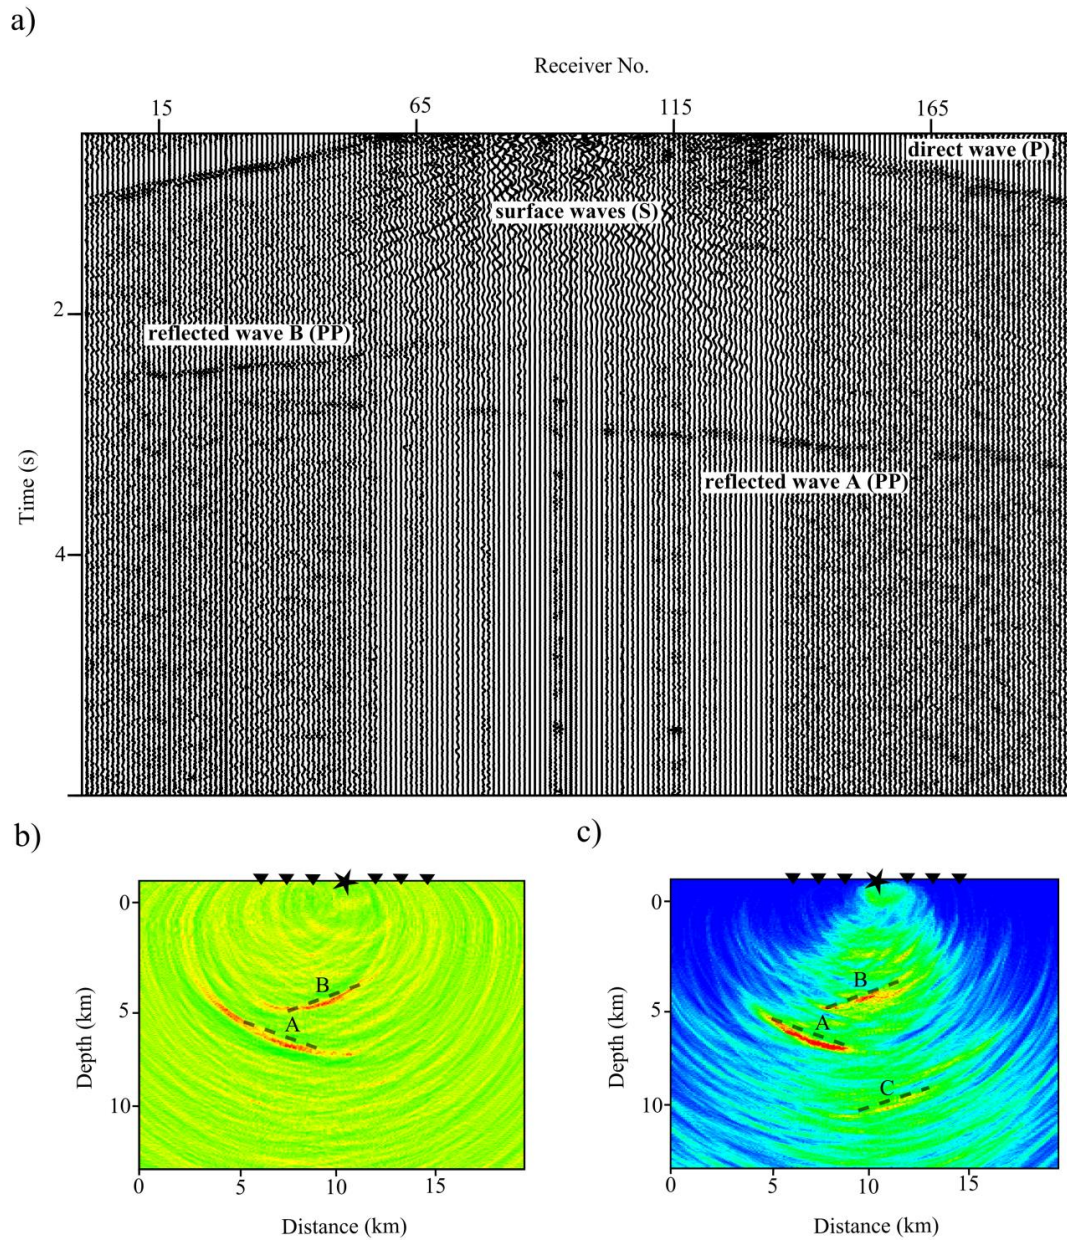 a)
Receiver No.
15 65 115 165
direct wave (P)
surface waves (S)
2
reflected wave B (PP)
Time (s)
reflected wave A (PP)
4
b)
0
B
5
A
Depth (km)
10
0 5 10 15
Distance (km)
c)
0
B
5
A
Depth (km)
C
10
0 5 10 15
Distance (km)